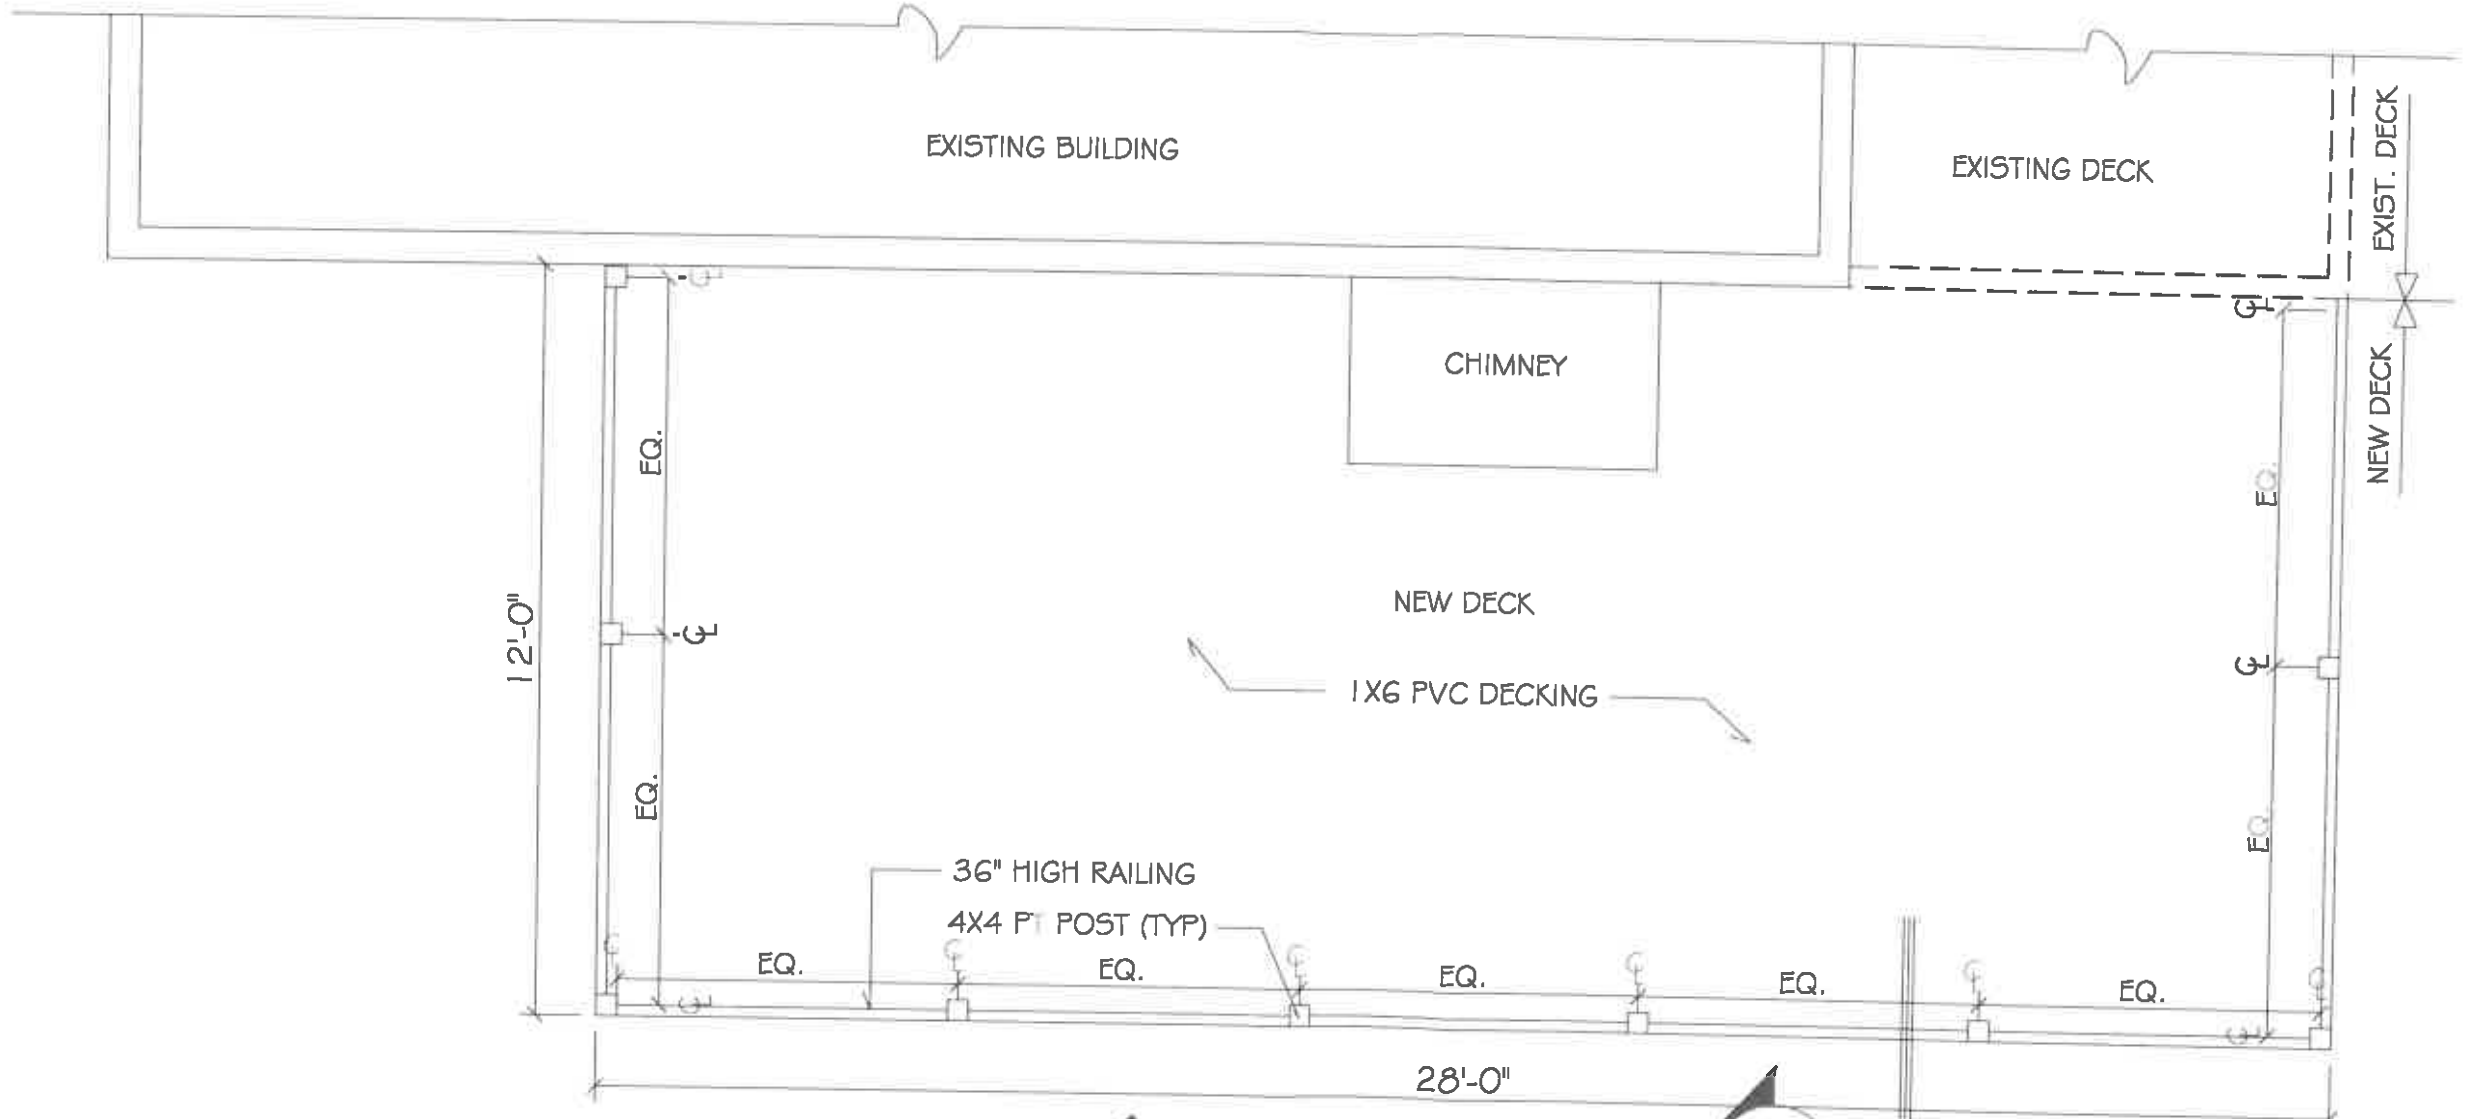 EXISTING BUILDING
EXISTING DECK
EXIST. DECK
CHIMNEY
NEW DECK
EQ.
EQ.
12'-0"
NEW DECK
1X6 PVC DECKING
EQ.
EQ.
36" HIGH RAILING
4X4 PT POST (TYP)
EQ.
EQ.
EQ.
EQ.
EQ.
28'-0"